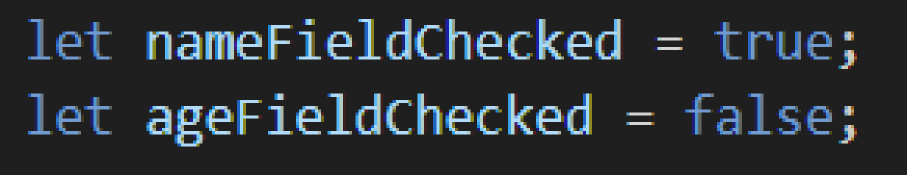 let nameFieldChecked = true;
let ageFieldChecked = false;